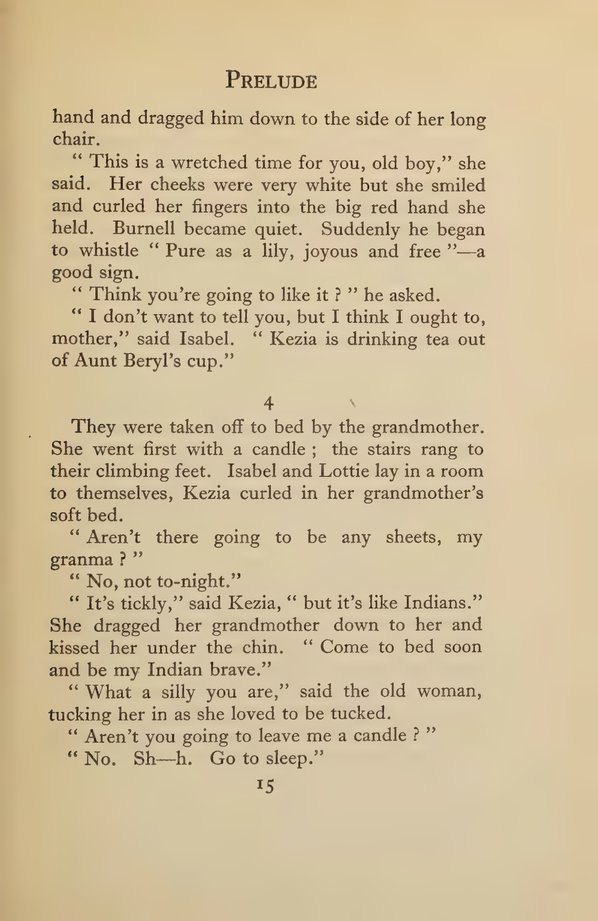 PRELUDE
hand and dragged him down to the side of her long
chair.
“ This is a wretched time for you, old boy,” she
said. Her cheeks were very white but she smiled
and curled her fingers into the big red hand she
held. Burnell became quiet. Suddenly he began
to whistle “ Pure as a lily, joyous and free ”—a
good sign.
“ Think you’re going to like it ? ” he asked.
“ I don’t want to tell you, but I think I ought to,
mother,” said Isabel. “ Kezia is drinking tea out
of Aunt Beryl’s cup.”
4
They were taken off to bed by the grandmother.
She went first with a candle ; the stairs rang to
their climbing feet. Isabel and Lottie lay in a room
to themselves, Kezia curled in her grandmother’s
soft bed.
“ Aren’t there going to be any sheets, my
granma ? ”
“ No, not to-night.”
“ It’s tickly,” said Kezia, “ but it’s like Indians.”
She dragged her grandmother down to her and
kissed her under the chin. “ Come to bed soon
and be my Indian brave.”
“ What a silly you are,” said the old woman,
tucking her in as she loved to be tucked.
“ Aren’t you going to leave me a candle ? ”
“ No. Sh—h. Go to sleep.”
15